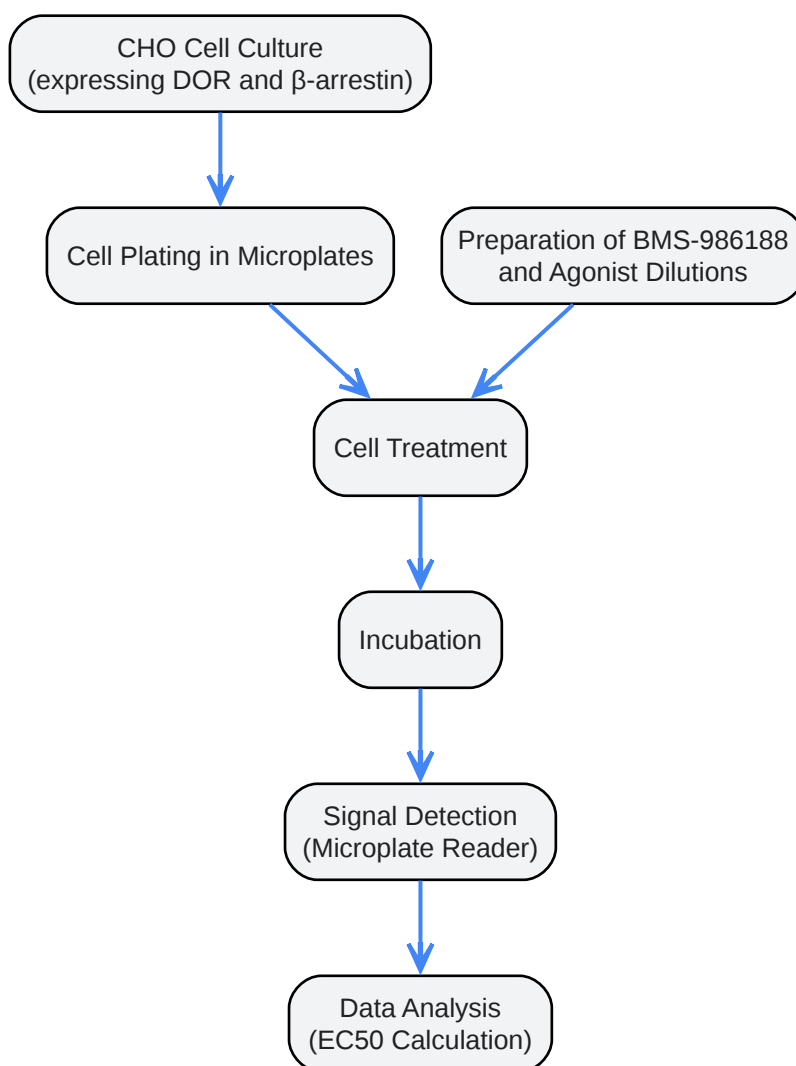 CHO Cell Culture
(expressing DOR and β-arrestin)
Cell Plating in Microplates
Preparation of BMS-986188
and Agonist Dilutions
Cell Treatment
Incubation
Signal Detection
(Microplate Reader)
Data Analysis
(EC50 Calculation)